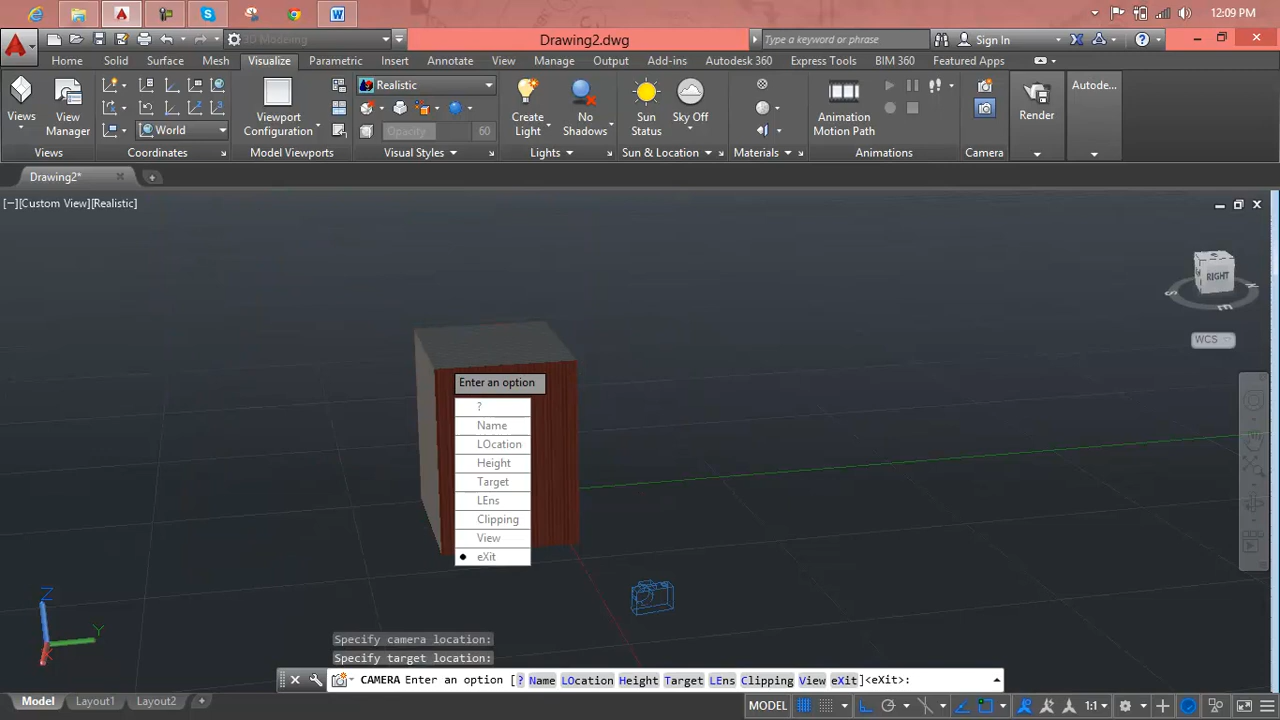 12:09 PM
3D Modeling
Drawing2.dwg
Type a keyword or phrase
Sign In
Home Solid Surface Mesh Visualize Parametric Insert Annotate View Manage Output Add-ins Autodesk 360 Express Tools BIM 360 Featured Apps
Realistic
Autodesk...
Views
View
Manager
World
Viewport
Configuration
Opacity 60
Create
Light
No
Shadows
Sun
Status
Sky Off
Animation
Motion Path
Render
Views Coordinates Model Viewports Visual Styles Lights Sun & Location Materials Animations Camera
Drawing2*
[−][Custom View][Realistic]
RIGHT
S
E
WCS
Enter an option
?
Name
LOcation
Height
Target
LEns
Clipping
View
eXit
Z
Y
X
Specify camera location:
Specify target location:
CAMERA Enter an option [? Name LOcation Height Target LEns Clipping View eXit]<eXit>:
Model Layout1 Layout2 +
MODEL
1:1